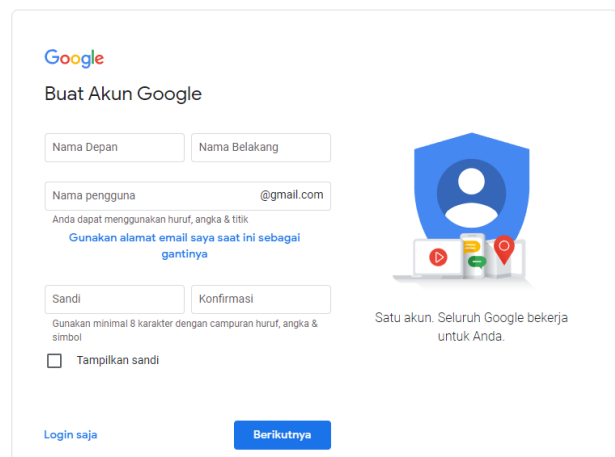 Google
Buat Akun Google
Nama Depan
Nama Belakang
Nama pengguna @gmail.com
Anda dapat menggunakan huruf, angka & titik
Gunakan alamat email saya saat ini sebagai
gantinya
Sandi
Konfirmasi
Gunakan minimal 8 karakter dengan campuran huruf, angka &
simbol
Tampilkan sandi
Login saja
Berikutnya
Satu akun. Seluruh Google bekerja
untuk Anda.